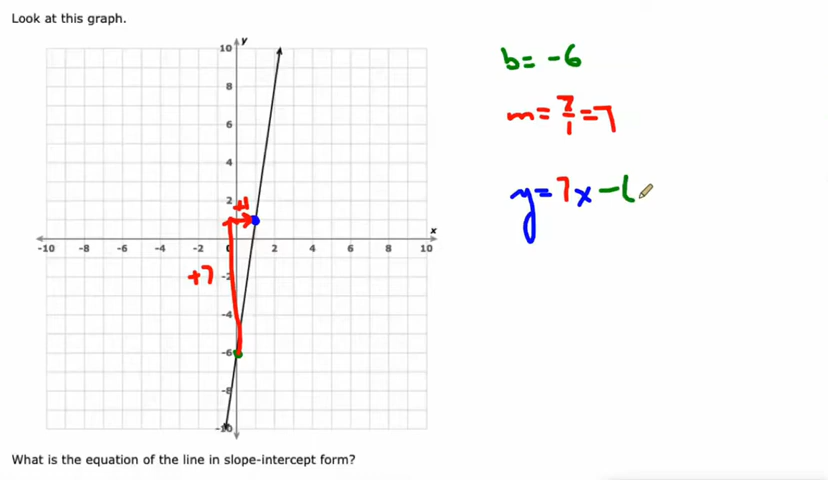 Look at this graph.
y
10
8
6
4
2
x
-10 -8 -6 -4 -2 0 2 4 6 8 10
-2
-4
-6
-8
-10
+1
+7
b= -6
m= 7/1 =7
y= 7x -
What is the equation of the line in slope-intercept form?